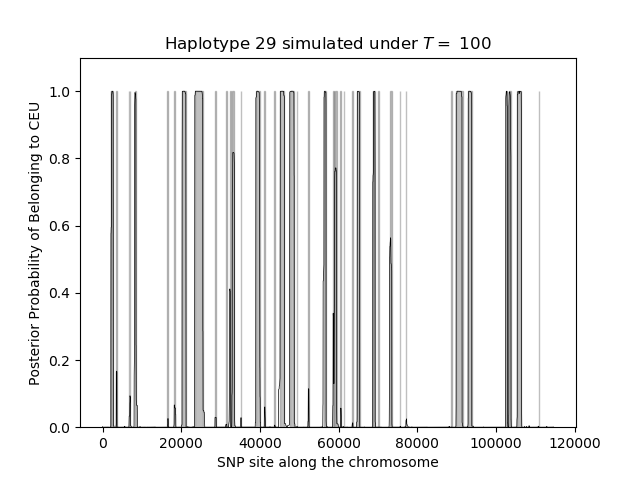 Haplotype 29 simulated under T = 100
Posterior Probability of Belonging to CEU
1.0
0.8
0.6
0.4
0.2
0.0
0 20000 40000 60000 80000 100000 120000
SNP site along the chromosome